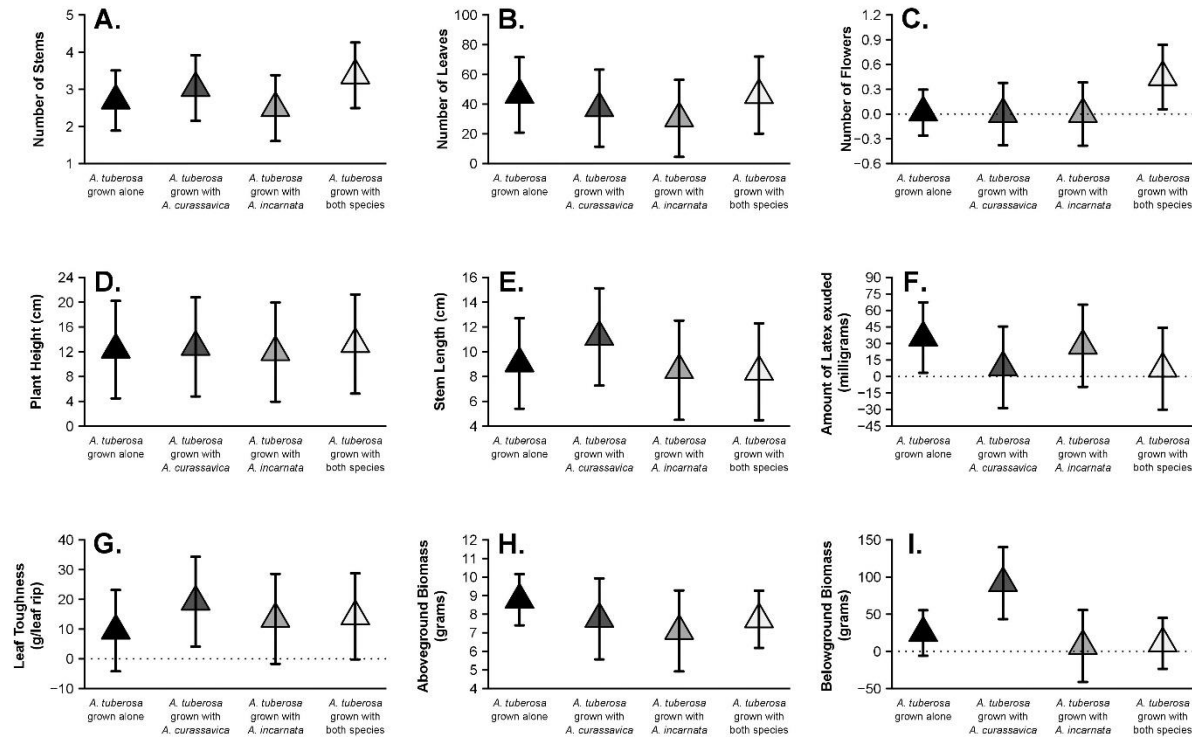 A.
Number of Stems
5
4
3
2
1
A. tuberosa
grown alone
A. tuberosa
grown with
A. curassavica
A. tuberosa
grown with
A. incarnata
A. tuberosa
grown with
both species
B.
Number of Leaves
100
80
60
40
20
0
A. tuberosa
grown alone
A. tuberosa
grown with
A. curassavica
A. tuberosa
grown with
A. incarnata
A. tuberosa
grown with
both species
C.
Number of Flowers
1.2
0.9
0.6
0.3
0.0
−0.3
−0.6
A. tuberosa
grown alone
A. tuberosa
grown with
A. curassavica
A. tuberosa
grown with
A. incarnata
A. tuberosa
grown with
both species
D.
Plant Height (cm)
24
20
16
12
8
4
0
A. tuberosa
grown alone
A. tuberosa
grown with
A. curassavica
A. tuberosa
grown with
A. incarnata
A. tuberosa
grown with
both species
E.
Stem Length (cm)
16
14
12
10
8
6
4
A. tuberosa
grown alone
A. tuberosa
grown with
A. curassavica
A. tuberosa
grown with
A. incarnata
A. tuberosa
grown with
both species
F.
Amount of Latex exuded
(milligrams)
90
75
60
45
30
15
0
−15
−30
−45
A. tuberosa
grown alone
A. tuberosa
grown with
A. curassavica
A. tuberosa
grown with
A. incarnata
A. tuberosa
grown with
both species
G.
Leaf Toughness
(g/leaf rip)
40
30
20
10
0
−10
A. tuberosa
grown alone
A. tuberosa
grown with
A. curassavica
A. tuberosa
grown with
A. incarnata
A. tuberosa
grown with
both species
H.
Aboveground Biomass
(grams)
12
11
10
9
8
7
6
5
4
A. tuberosa
grown alone
A. tuberosa
grown with
A. curassavica
A. tuberosa
grown with
A. incarnata
A. tuberosa
grown with
both species
I.
Belowground Biomass
(grams)
150
100
50
0
−50
A. tuberosa
grown alone
A. tuberosa
grown with
A. curassavica
A. tuberosa
grown with
A. incarnata
A. tuberosa
grown with
both species